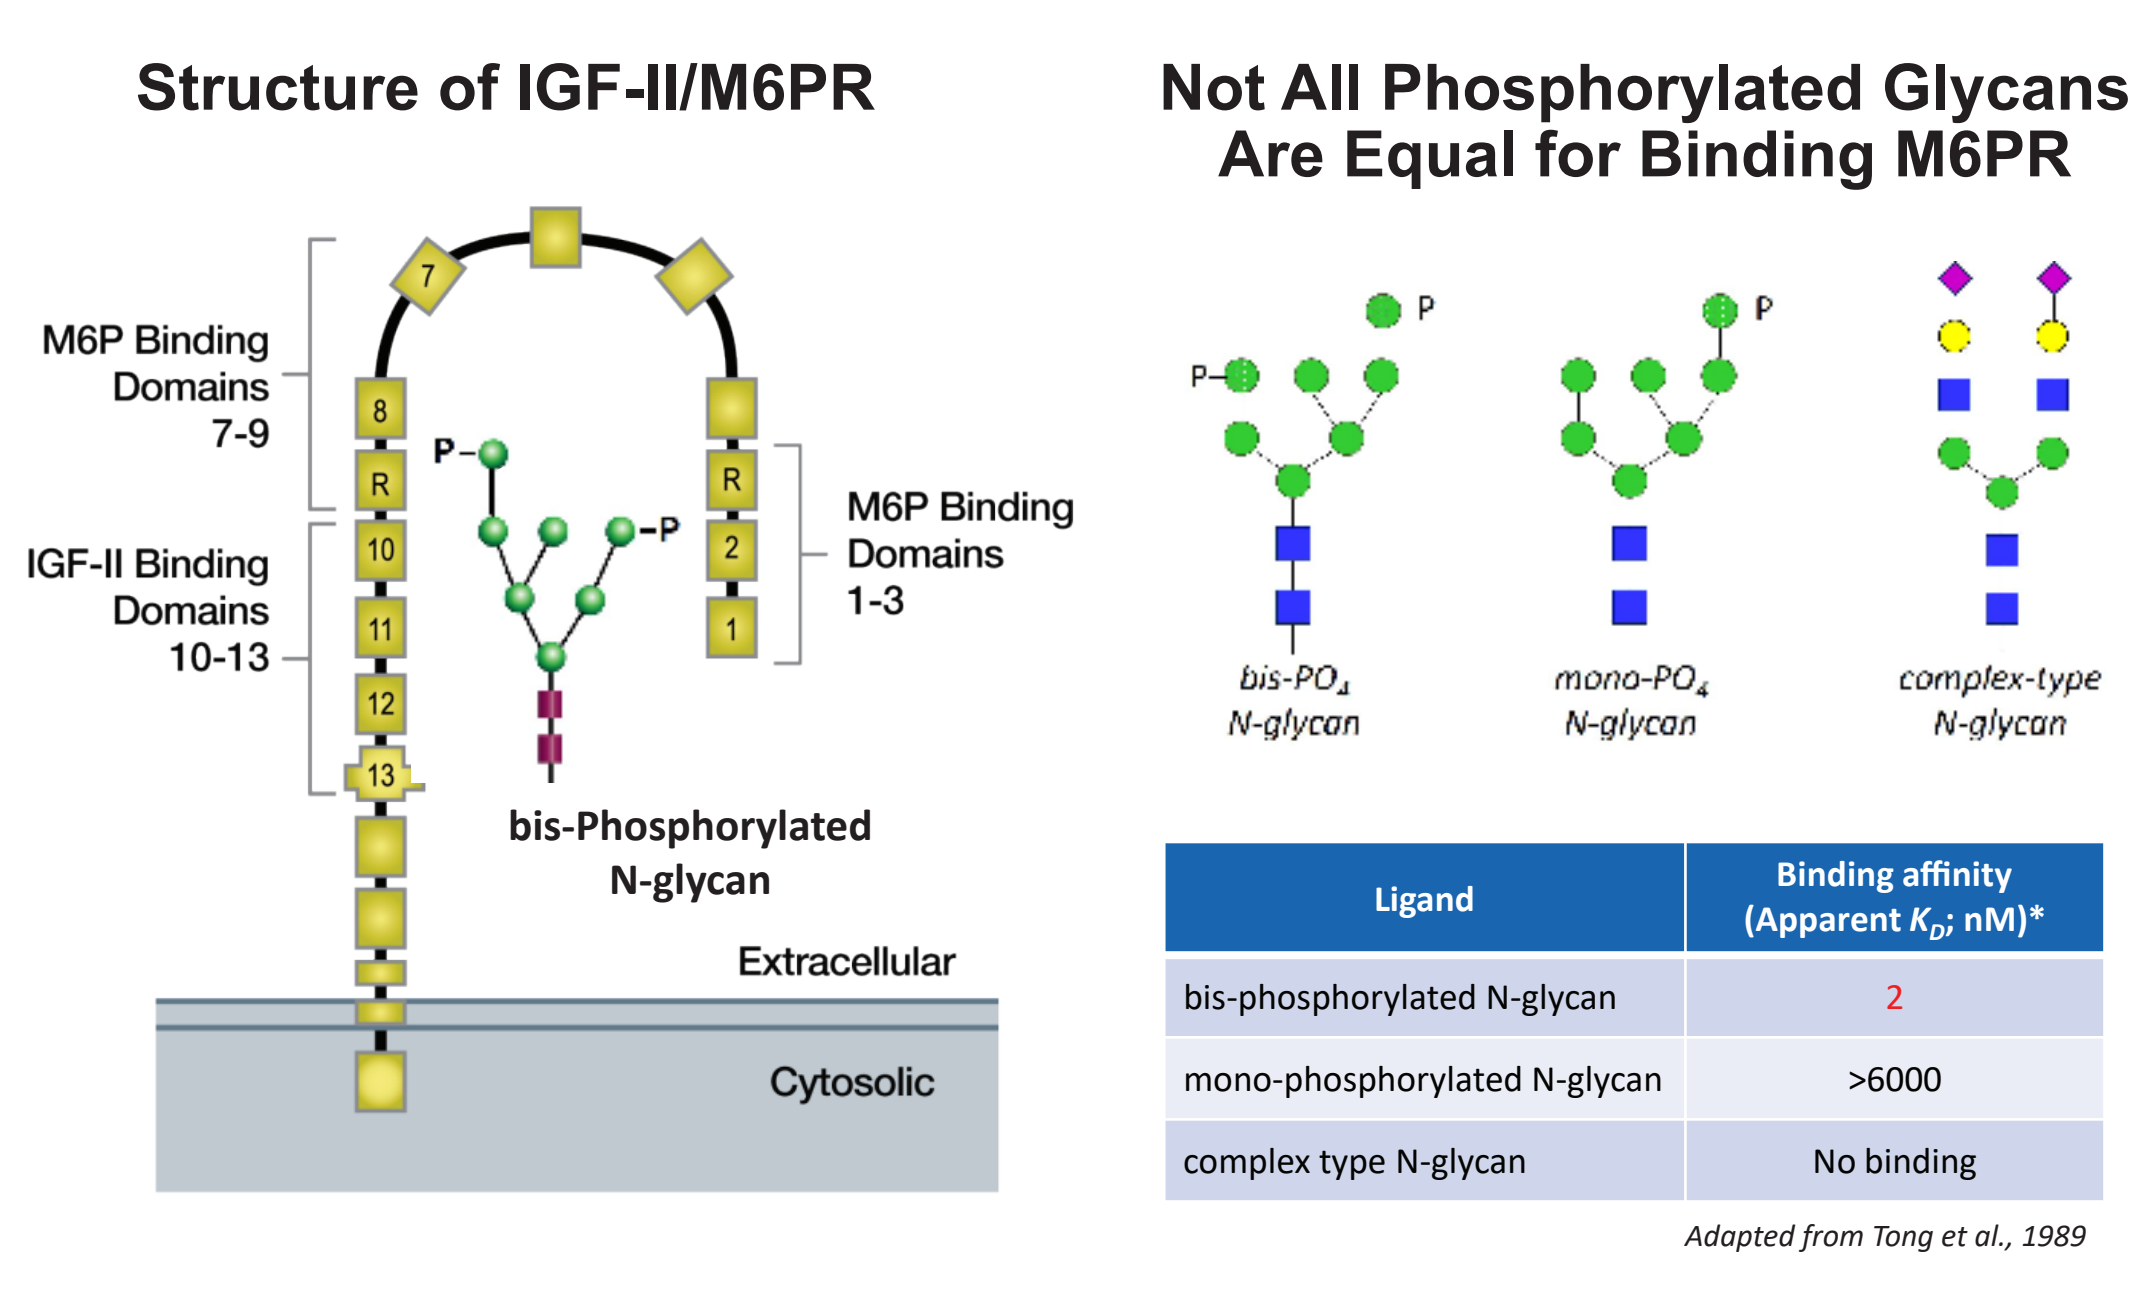 Structure of IGF-II/M6PR
M6P Binding
Domains
7-9
IGF-II Binding
Domains
10-13
7
8
R
10
11
12
13
P
P
R
2
1
M6P Binding
Domains
1-3
bis-Phosphorylated
N-glycan
Extracellular
Cytosolic
Not All Phosphorylated Glycans
Are Equal for Binding M6PR
P
P
P
bis-PO4
N-glycan
mono-PO4
N-glycan
complex-type
N-glycan
Ligand
Binding affinity
(Apparent KD; nM)*
bis-phosphorylated N-glycan
2
mono-phosphorylated N-glycan
>6000
complex type N-glycan
No binding
Adapted from Tong et al., 1989